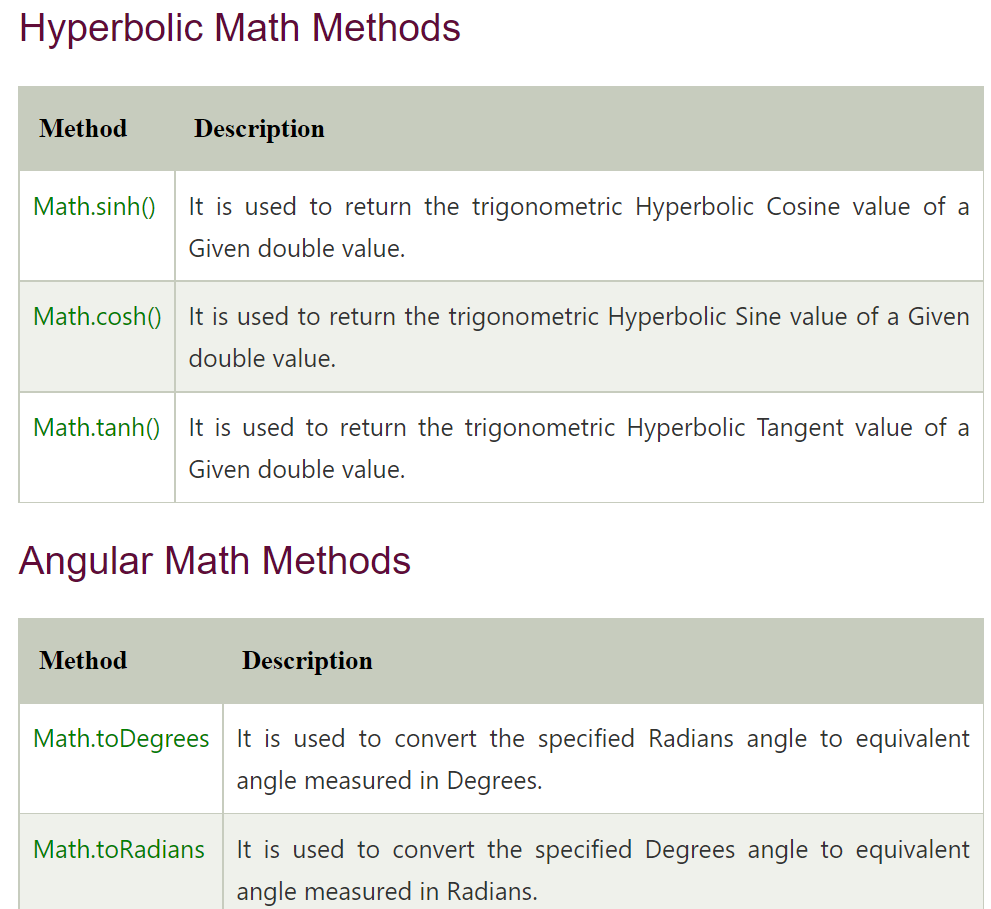 Hyperbolic Math Methods
Method Description
Math.sinh() It is used to return the trigonometric Hyperbolic Cosine value of a
Given double value.
Math.cosh() It is used to return the trigonometric Hyperbolic Sine value of a Given
double value.
Math.tanh() It is used to return the trigonometric Hyperbolic Tangent value of a
Given double value.
Angular Math Methods
Method Description
Math.toDegrees It is used to convert the specified Radians angle to equivalent
angle measured in Degrees.
Math.toRadians It is used to convert the specified Degrees angle to equivalent
angle measured in Radians.